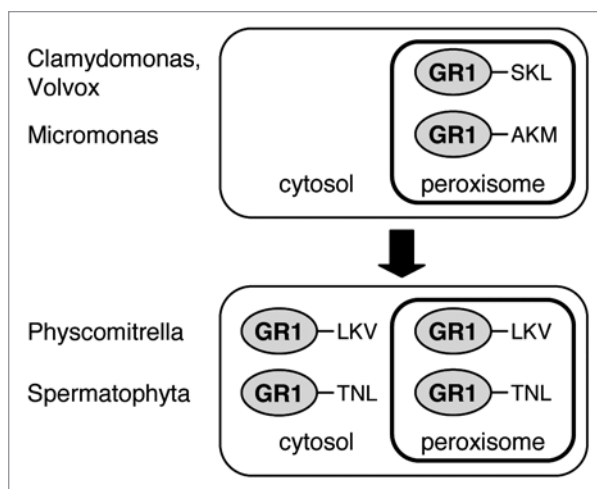 Clamydomonas,
Volvox
GR1 SKL
Micromonas
GR1 AKM
cytosol peroxisome
Physcomitrella
GR1 LKV GR1 LKV
Spermatophyta
GR1 TNL GR1 TNL
cytosol peroxisome